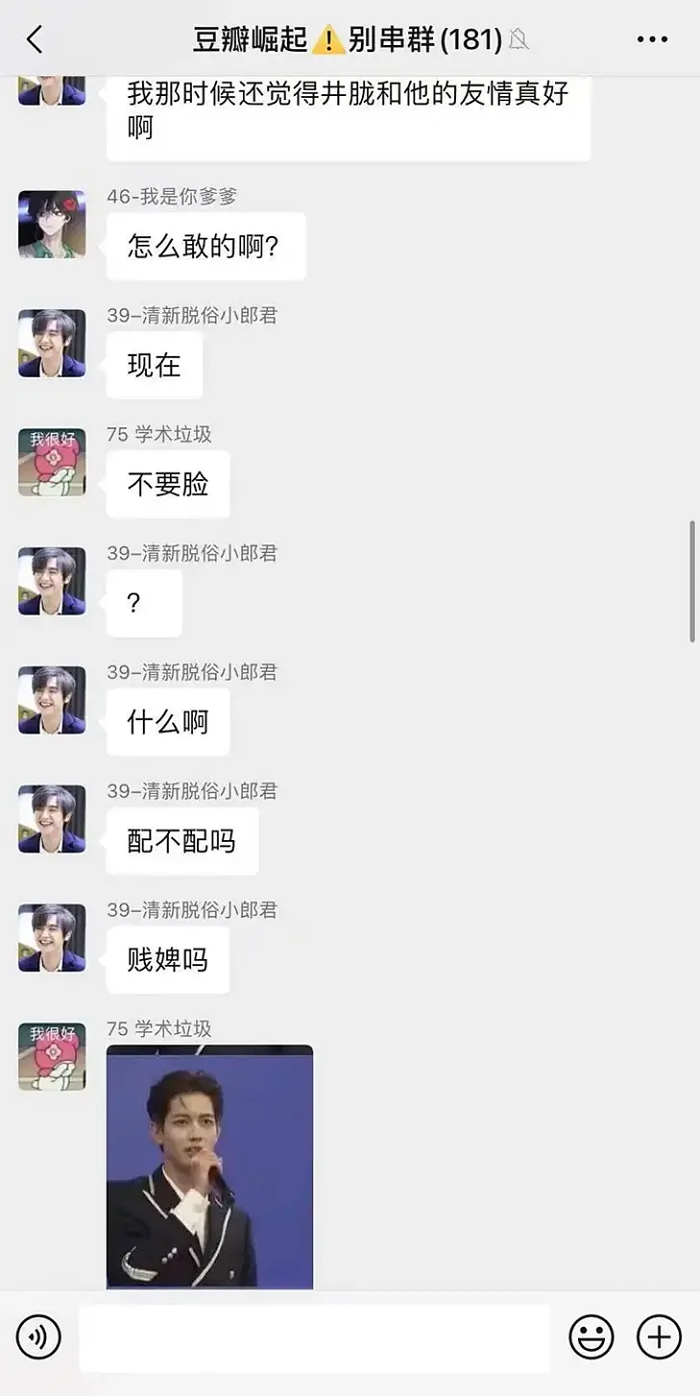 豆瓣崛起⚠️别串群(181)
我那时候还觉得井胧和他的友情真好
啊
46-我是你爹爹
怎么敢的啊?
39-清新脱俗小郎君
现在
75 学术垃圾
我很好
不要脸
39-清新脱俗小郎君
?
39-清新脱俗小郎君
什么啊
39-清新脱俗小郎君
配不配吗
39-清新脱俗小郎君
贱婢吗
75 学术垃圾
我很好